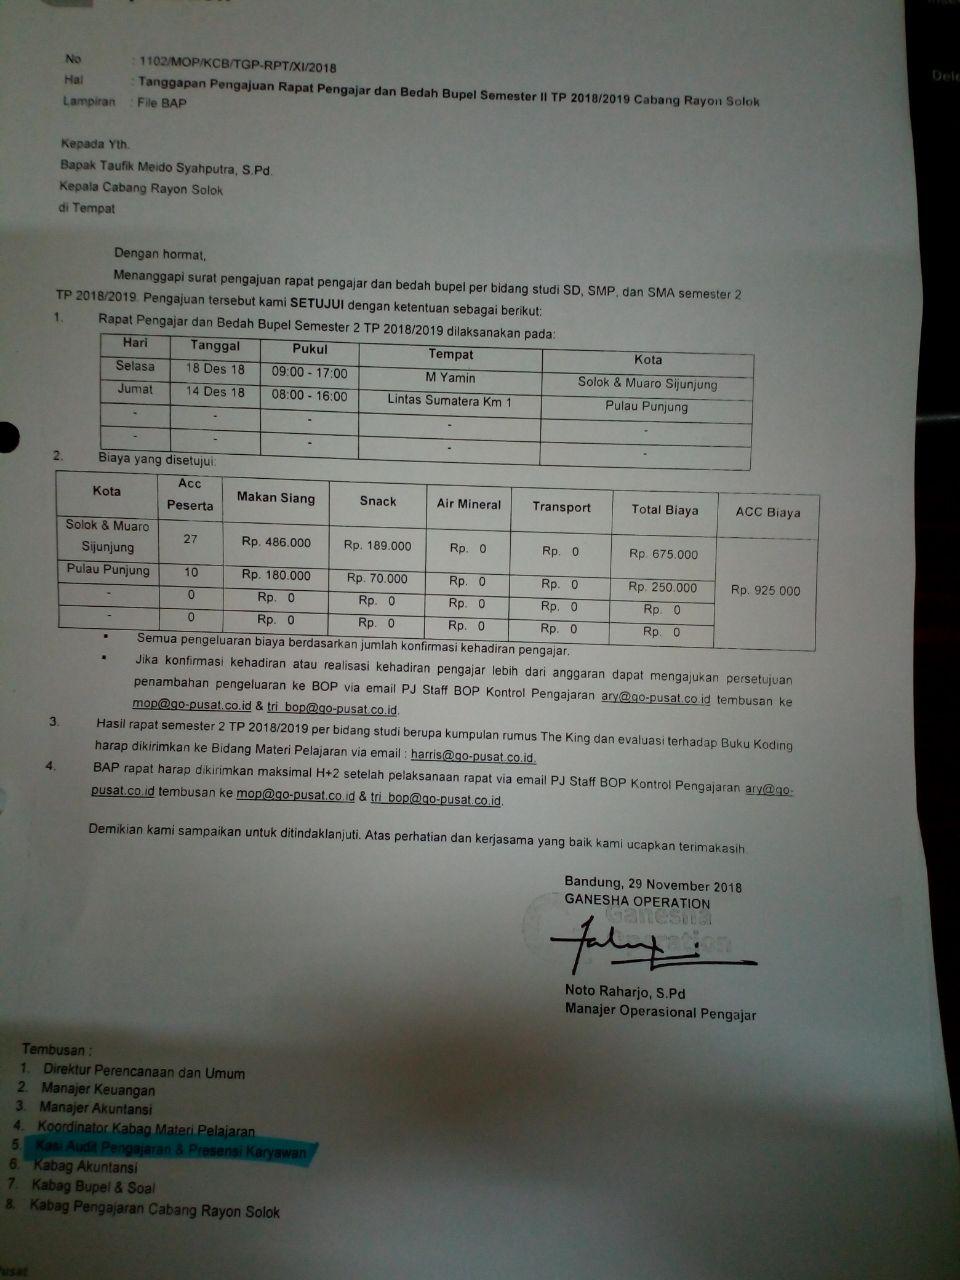 No : 1102/MOP/KCB/TGP-RPT/XI/2018
Hal : Tanggapan Pengajuan Rapat Pengajar dan Bedah Bupel Semester II TP 2018/2019 Cabang Rayon Solok
Lampiran : File BAP
Kepada Yth.
Bapak Taufik Meido Syahputra, S.Pd.
Kepala Cabang Rayon Solok
di Tempat
Dengan hormat,
Menanggapi surat pengajuan rapat pengajar dan bedah bupel per bidang studi SD, SMP, dan SMA semester 2
TP 2018/2019. Pengajuan tersebut kami SETUJUI dengan ketentuan sebagai berikut:
1. Rapat Pengajar dan Bedah Bupel Semester 2 TP 2018/2019 dilaksanakan pada:
Hari Tanggal Pukul Tempat Kota
Selasa 18 Des 18 09:00 - 17:00 M Yamin Solok & Muaro Sijunjung
Jumat 14 Des 18 08:00 - 16:00 Lintas Sumatera Km 1 Pulau Punjung
- - - - -
- - - - -
2. Biaya yang disetujui:
Kota Acc Peserta Makan Siang Snack Air Mineral Transport Total Biaya ACC Biaya
Solok & Muaro Sijunjung 27 Rp. 486.000 Rp. 189.000 Rp. 0 Rp. 0 Rp. 675.000 Rp. 925.000
Pulau Punjung 10 Rp. 180.000 Rp. 70.000 Rp. 0 Rp. 0 Rp. 250.000
- 0 Rp. 0 Rp. 0 Rp. 0 Rp. 0 Rp. 0
- 0 Rp. 0 Rp. 0 Rp. 0 Rp. 0 Rp. 0
▪ Semua pengeluaran biaya berdasarkan jumlah konfirmasi kehadiran pengajar.
▪ Jika konfirmasi kehadiran atau realisasi kehadiran pengajar lebih dari anggaran dapat mengajukan persetujuan
penambahan pengeluaran ke BOP via email PJ Staff BOP Kontrol Pengajaran ary@go-pusat.co.id tembusan ke
mop@go-pusat.co.id & tri_bop@go-pusat.co.id.
3. Hasil rapat semester 2 TP 2018/2019 per bidang studi berupa kumpulan rumus The King dan evaluasi terhadap Buku Koding
harap dikirimkan ke Bidang Materi Pelajaran via email : harris@go-pusat.co.id.
4. BAP rapat harap dikirimkan maksimal H+2 setelah pelaksanaan rapat via email PJ Staff BOP Kontrol Pengajaran ary@go-
pusat.co.id tembusan ke mop@go-pusat.co.id & tri_bop@go-pusat.co.id.
Demikian kami sampaikan untuk ditindaklanjuti. Atas perhatian dan kerjasama yang baik kami ucapkan terimakasih.
Bandung, 29 November 2018
GANESHA OPERATION
Ganesha
Operation
Noto Raharjo, S.Pd
Manajer Operasional Pengajar
Tembusan :
1. Direktur Perencanaan dan Umum
2. Manajer Keuangan
3. Manajer Akuntansi
4. Koordinator Kabag Materi Pelajaran
5. Kasi Audit Pengajaran & Presensi Karyawan
6. Kabag Akuntansi
7. Kabag Bupel & Soal
8. Kabag Pengajaran Cabang Rayon Solok
Pusat